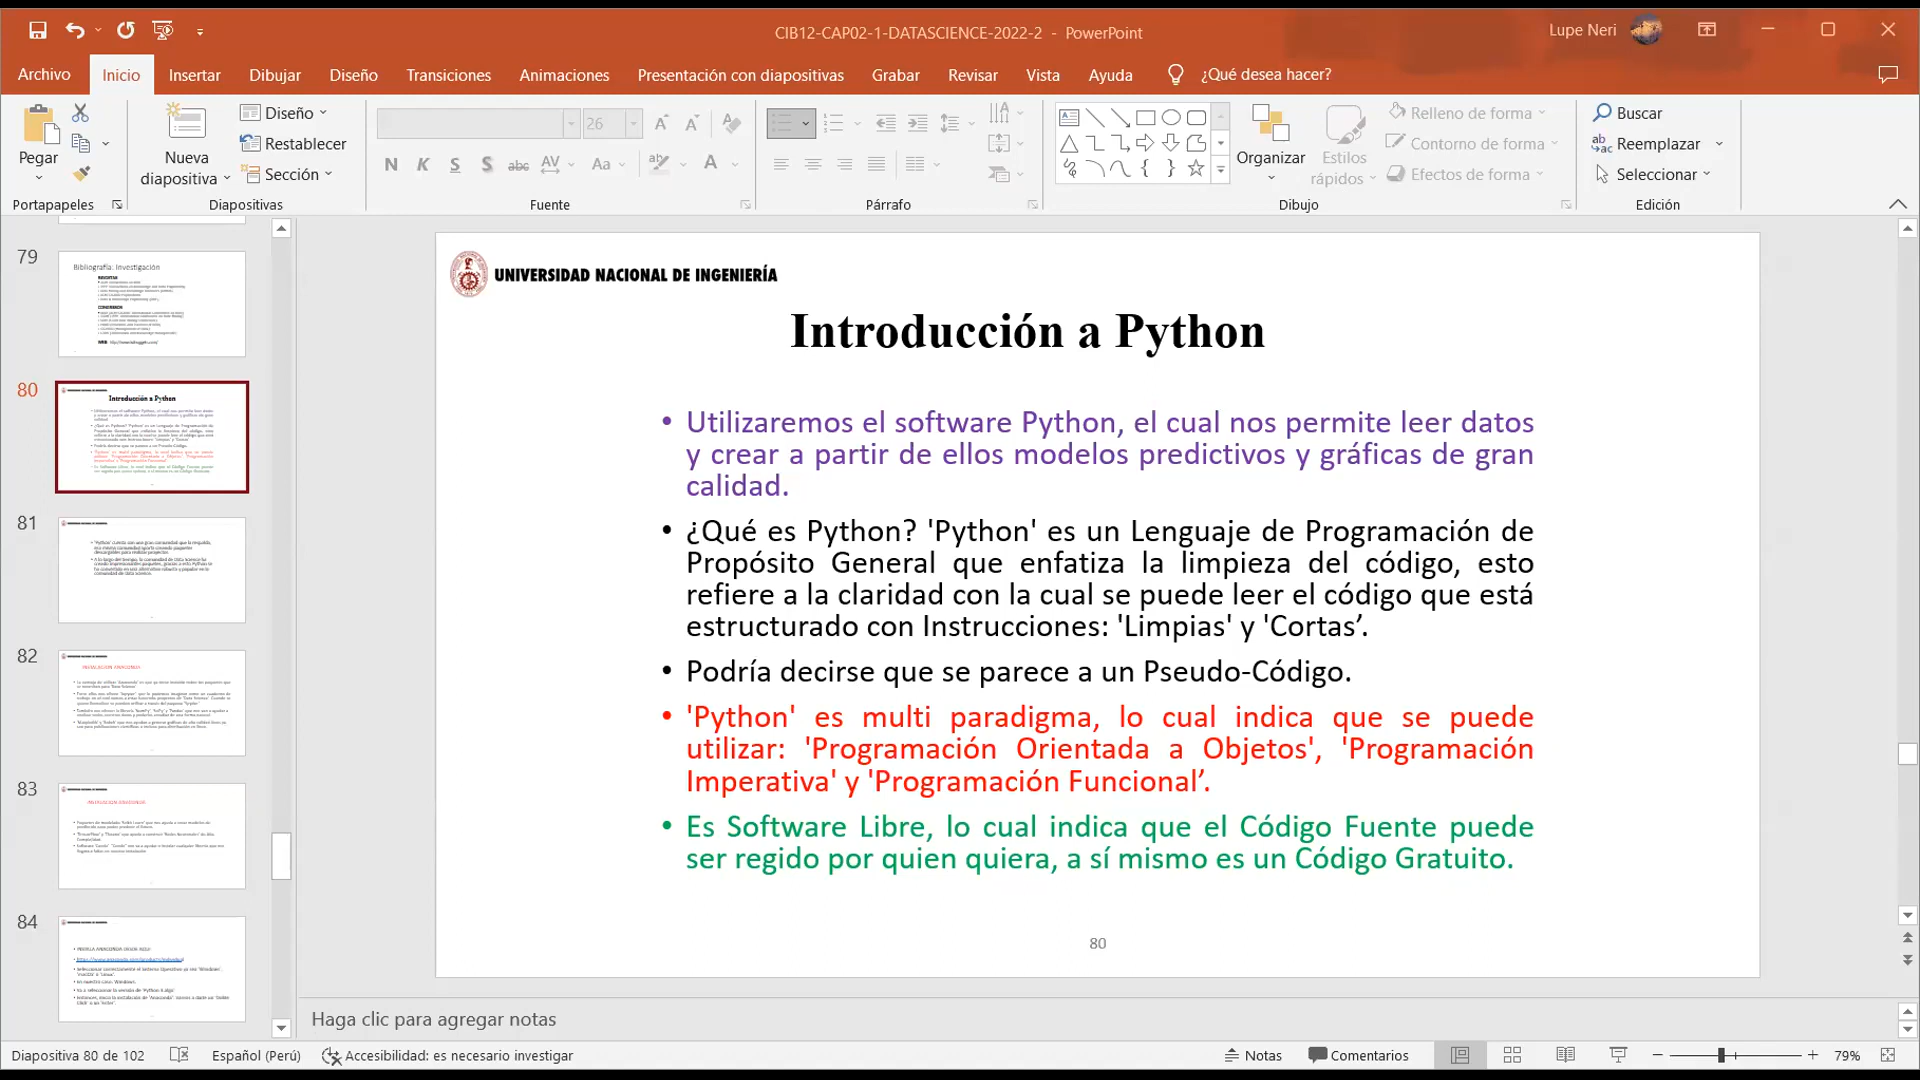 CIB12-CAP02-1-DATASCIENCE-2022-2 - PowerPoint
Lupe Neri
Archivo Inicio Insertar Dibujar Diseño Transiciones Animaciones Presentación con diapositivas Grabar Revisar Vista Ayuda ¿Qué desea hacer?
Pegar
Nueva diapositiva
Diseño
Restablecer
Sección
26
N K S S abc AV Aa A
Organizar
Estilos rápidos
Relleno de forma
Contorno de forma
Efectos de forma
Buscar
Reemplazar
Seleccionar
Portapapeles Diapositivas Fuente Párrafo Dibujo Edición
79
Bibliografía: Investigación
80
Introducción a Python
81
82
83
84
UNIVERSIDAD NACIONAL DE INGENIERÍA
Introducción a Python
• Utilizaremos el software Python, el cual nos permite leer datos
y crear a partir de ellos modelos predictivos y gráficas de gran
calidad.
• ¿Qué es Python? 'Python' es un Lenguaje de Programación de
Propósito General que enfatiza la limpieza del código, esto
refiere a la claridad con la cual se puede leer el código que está
estructurado con Instrucciones: 'Limpias' y 'Cortas’.
• Podría decirse que se parece a un Pseudo-Código.
• 'Python' es multi paradigma, lo cual indica que se puede
utilizar: 'Programación Orientada a Objetos', 'Programación
Imperativa' y 'Programación Funcional’.
• Es Software Libre, lo cual indica que el Código Fuente puede
ser regido por quien quiera, a sí mismo es un Código Gratuito.
80
Haga clic para agregar notas
Diapositiva 80 de 102 Español (Perú) Accesibilidad: es necesario investigar Notas Comentarios 79%